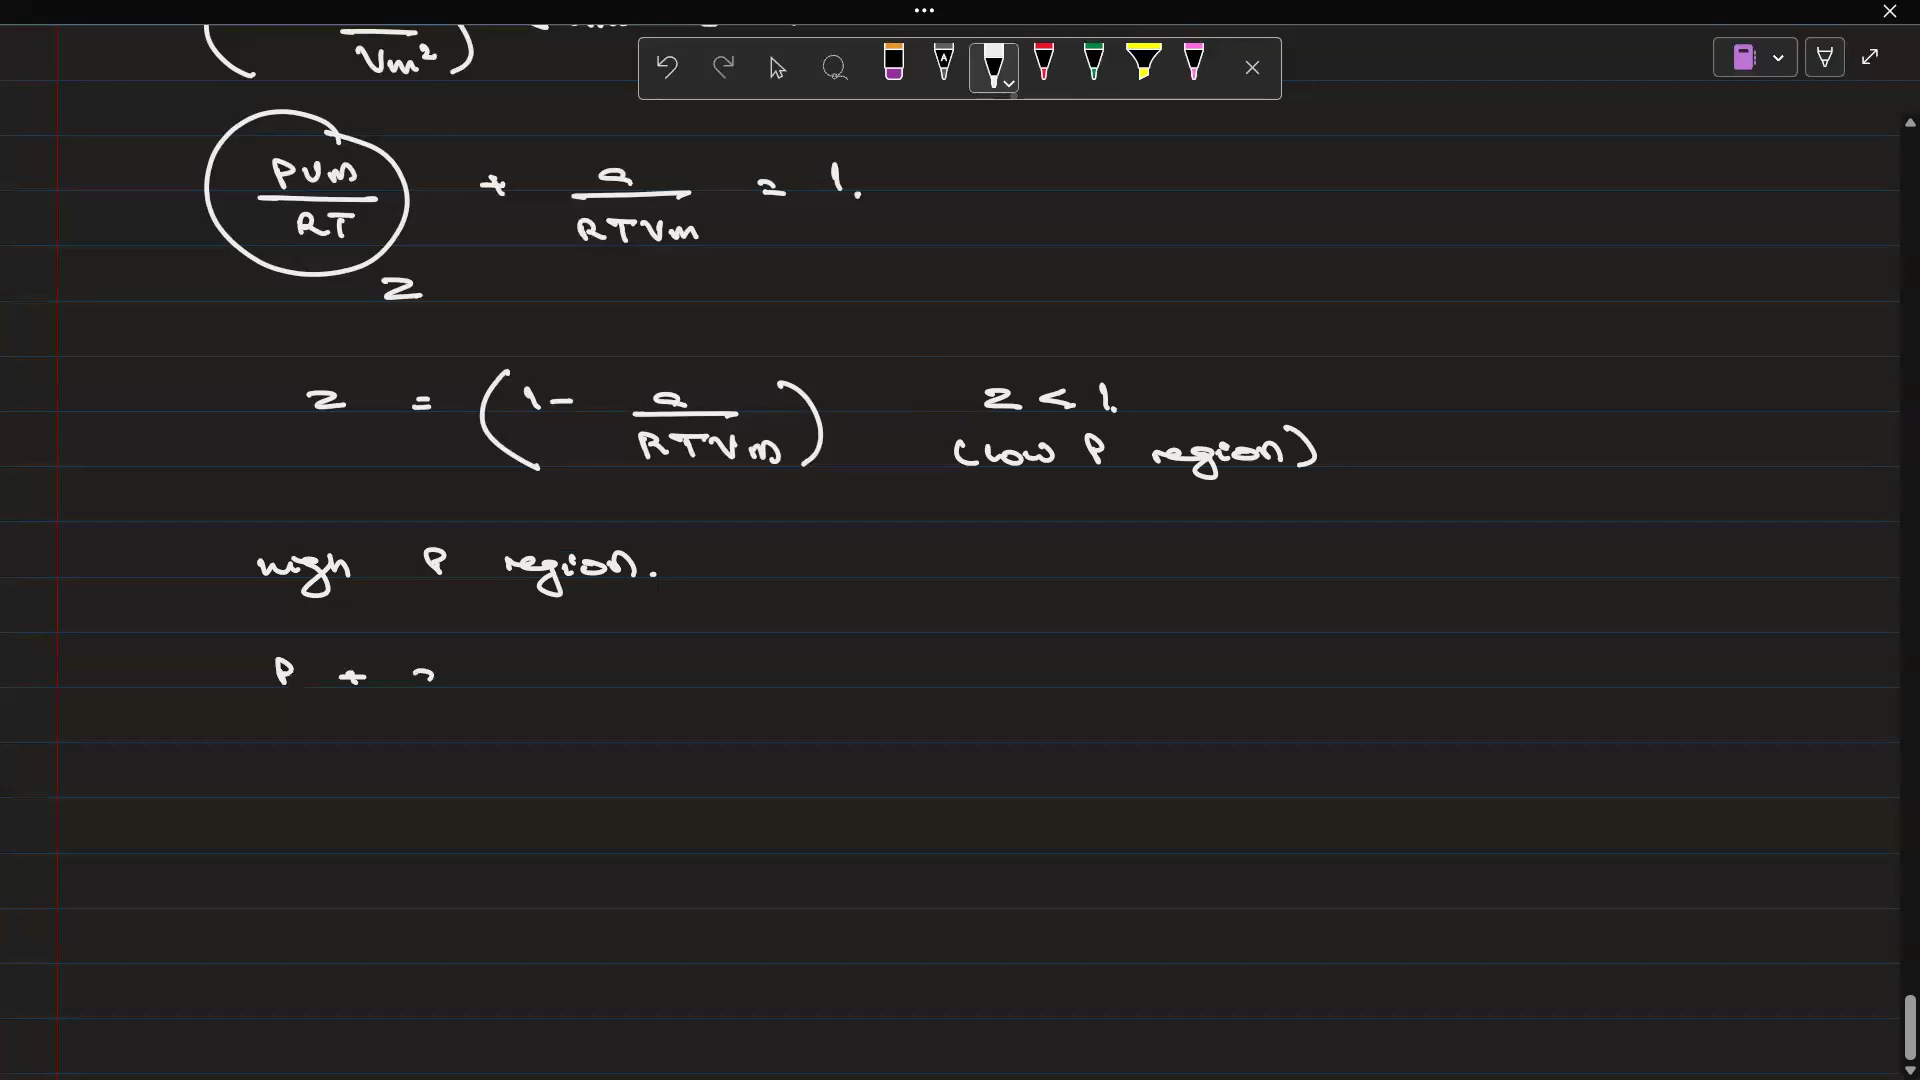 Vm²
PVm / RT + a / RTVm = 1.
Z
Z = (1 - a / RTVm) Z < 1.
(Low P region)
high P region.
P +